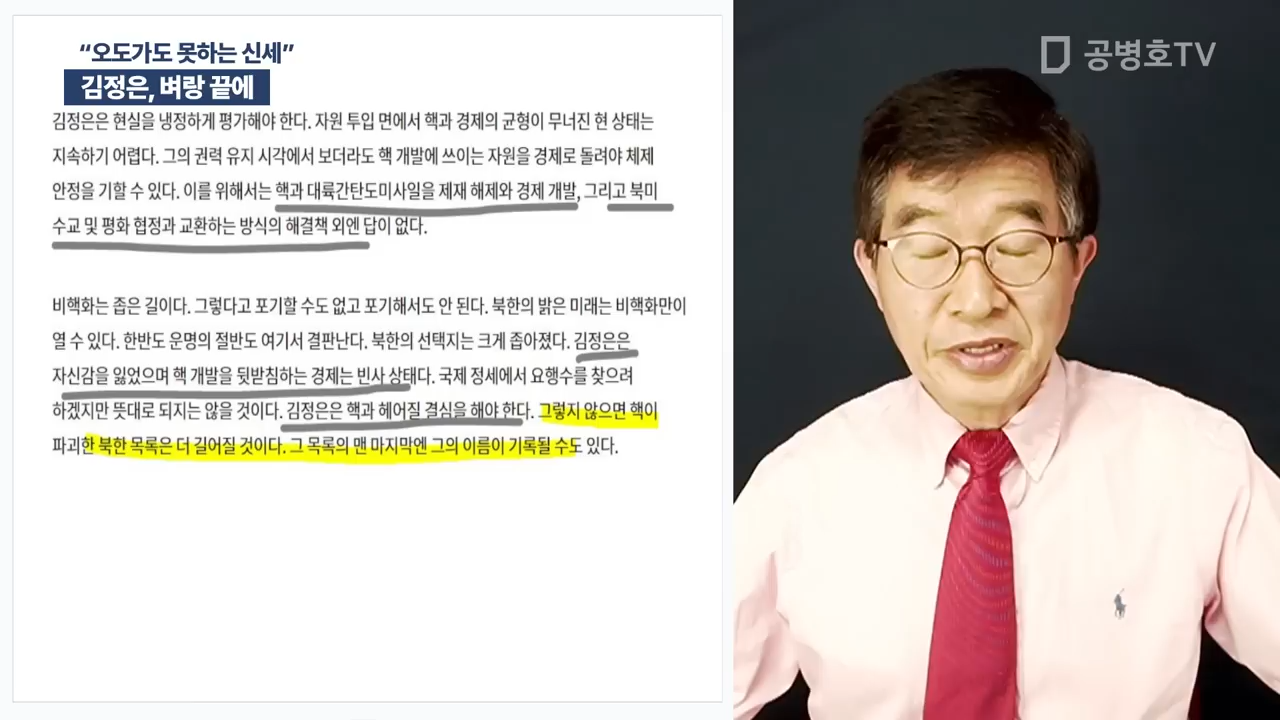 “오도가도 못하는 신세”
김정은, 벼랑 끝에
김정은은 현실을 냉정하게 평가해야 한다. 자원 투입 면에서 핵과 경제의 균형이 무너진 현 상태는
지속하기 어렵다. 그의 권력 유지 시각에서 보더라도 핵 개발에 쓰이는 자원을 경제로 돌려야 체제
안정을 기할 수 있다. 이를 위해서는 핵과 대륙간탄도미사일을 제재 해제와 경제 개발, 그리고 북미
수교 및 평화 협정과 교환하는 방식의 해결책 외엔 답이 없다.
비핵화는 좁은 길이다. 그렇다고 포기할 수도 없고 포기해서도 안 된다. 북한의 밝은 미래는 비핵화만이
열 수 있다. 한반도 운명의 절반도 여기서 결판난다. 북한의 선택지는 크게 좁아졌다. 김정은은
자신감을 잃었으며 핵 개발을 뒷받침하는 경제는 빈사 상태다. 국제 정세에서 요행수를 찾으려
하겠지만 뜻대로 되지는 않을 것이다. 김정은은 핵과 헤어질 결심을 해야 한다. 그렇지 않으면 핵이
파괴한 북한 목록은 더 길어질 것이다. 그 목록의 맨 마지막엔 그의 이름이 기록될 수도 있다.
공병호TV